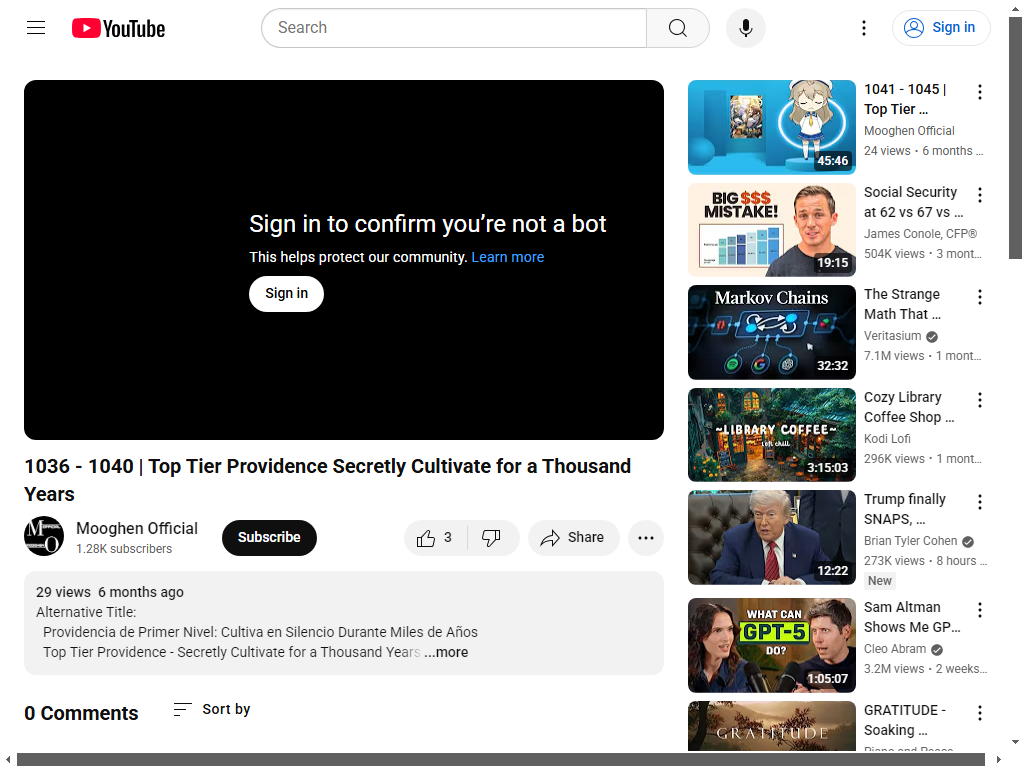 YouTube
Search
Sign in
Sign in to confirm you’re not a bot
This helps protect our community. Learn more
Sign in
1036 - 1040 | Top Tier Providence Secretly Cultivate for a Thousand
Years
Mooghen Official
1.28K subscribers
Subscribe
3
Share
29 views 6 months ago
Alternative Title:
Providencia de Primer Nivel: Cultiva en Silencio Durante Miles de Años
Top Tier Providence - Secretly Cultivate for a Thousand Years ...more
0 Comments
Sort by
45:46
1041 - 1045 |
Top Tier ...
Mooghen Official
24 views • 6 months ...
BIG $$$
MISTAKE!
19:15
Social Security
at 62 vs 67 vs ...
James Conole, CFP®
504K views • 3 mont...
Markov Chains
32:32
The Strange
Math That ...
Veritasium
7.1M views • 1 mont...
~LIBRARY COFFEE~
lofi chill
3:15:03
Cozy Library
Coffee Shop ...
Kodi Lofi
296K views • 1 mont...
12:22
Trump finally
SNAPS, ...
Brian Tyler Cohen
273K views • 8 hours ...
New
WHAT CAN
GPT-5
DO?
1:05:07
Sam Altman
Shows Me GP...
Cleo Abram
3.2M views • 2 weeks...
GRATITUDE
GRATITUDE -
Soaking ...
Piano and Peace